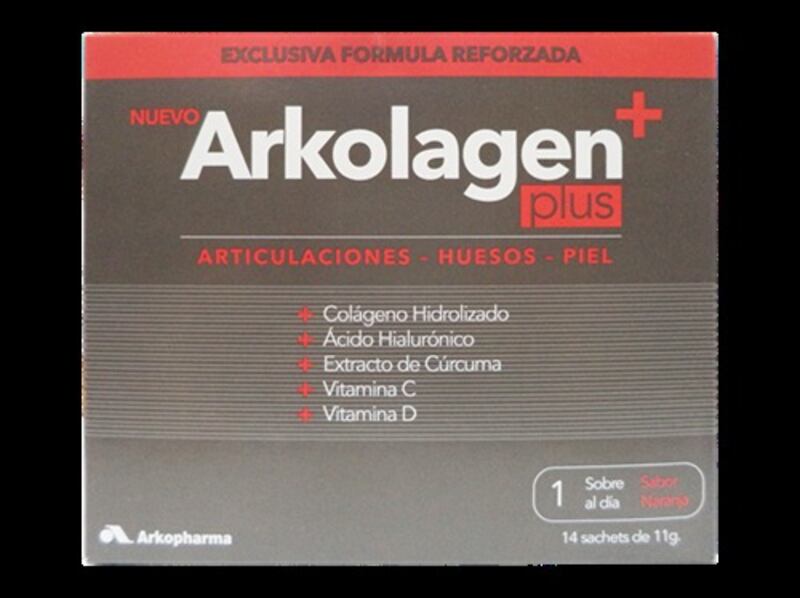 EXCLUSIVA FORMULA REFORZADA
NUEVO
Arkolagen+
plus
ARTICULACIONES - HUESOS - PIEL
+ Colágeno Hidrolizado
+ Ácido Hialurónico
+ Extracto de Cúrcuma
+ Vitamina C
+ Vitamina D
1 Sobre al día
Sabor Naranja
14 sachets de 11g.
Arkopharma